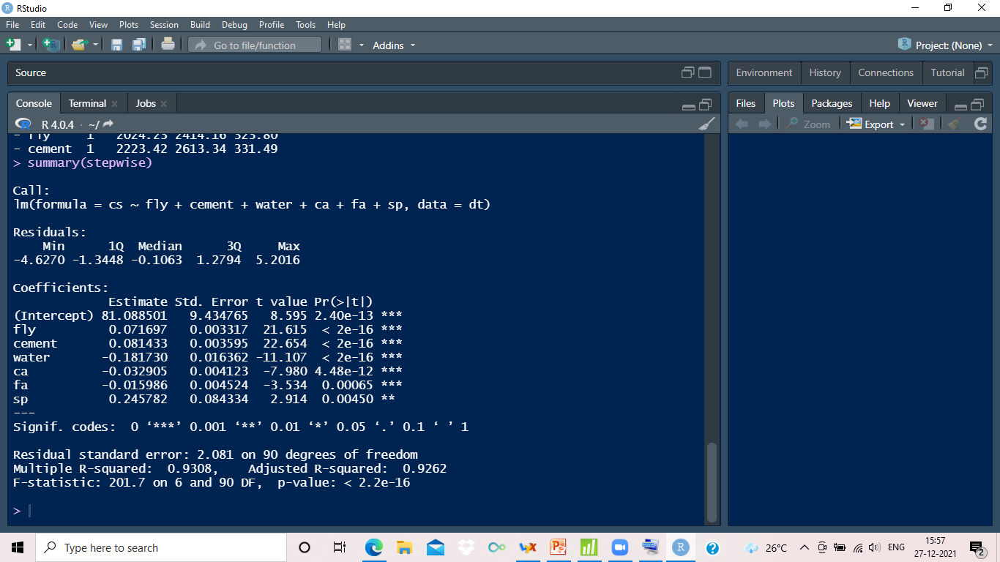 RStudio
File Edit Code View Plots Session Build Debug Profile Tools Help
Go to file/function Addins Project: (None)
Source
Environment History Connections Tutorial
Console Terminal Jobs
Files Plots Packages Help Viewer
R 4.0.4 · ~/
Zoom Export
- fly 1 2024.25 2414.16 323.80
- cement 1 2223.42 2613.34 331.49
> summary(stepwise)
Call:
lm(formula = cs ~ fly + cement + water + ca + fa + sp, data = dt)
Residuals:
Min 1Q Median 3Q Max
-4.6270 -1.3448 -0.1063 1.2794 5.2016
Coefficients:
Estimate Std. Error t value Pr(>|t|)
(Intercept) 81.088501 9.434765 8.595 2.40e-13 ***
fly 0.071697 0.003317 21.615 < 2e-16 ***
cement 0.081433 0.003595 22.654 < 2e-16 ***
water -0.181730 0.016362 -11.107 < 2e-16 ***
ca -0.032905 0.004123 -7.980 4.48e-12 ***
fa -0.015986 0.004524 -3.534 0.00065 ***
sp 0.245782 0.084334 2.914 0.00450 **
---
Signif. codes: 0 ‘***’ 0.001 ‘**’ 0.01 ‘*’ 0.05 ‘.’ 0.1 ‘ ’ 1
Residual standard error: 2.081 on 90 degrees of freedom
Multiple R-squared: 0.9308, Adjusted R-squared: 0.9262
F-statistic: 201.7 on 6 and 90 DF, p-value: < 2.2e-16
>
Type here to search
26°C ENG
15:57
27-12-2021
2